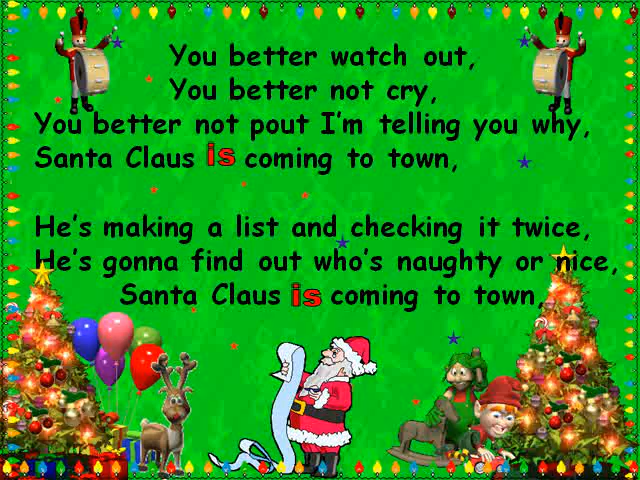 You better watch out,
You better not cry,
You better not pout I'm telling you why,
Santa Claus is coming to town,
He's making a list and checking it twice,
He's gonna find out who's naughty or nice,
Santa Claus is coming to town,